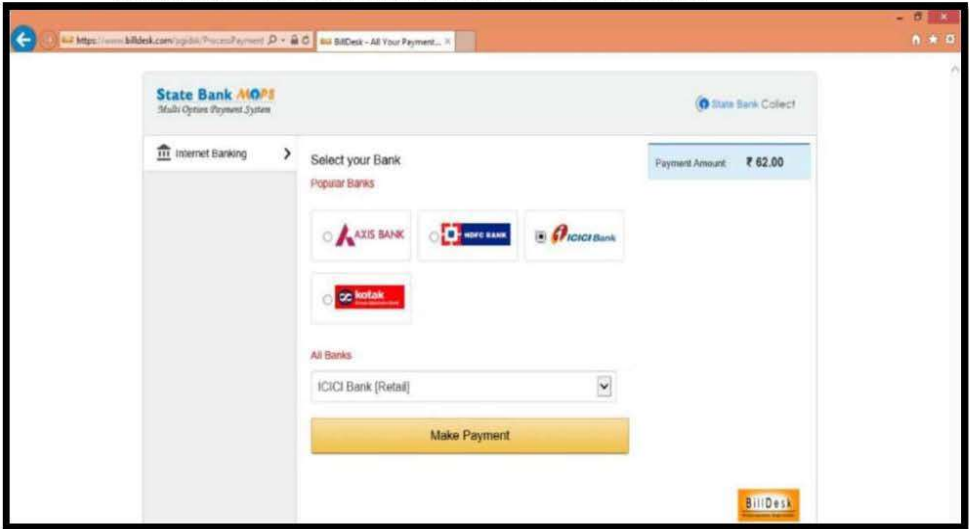 https://www.billdesk.com/pgidsk/ProcessPayment
BillDesk - All Your Payment...
State Bank MOPS
Multi Option Payment System
State Bank Collect
Internet Banking
Select your Bank
Payment Amount ₹ 62.00
Popular Banks
AXIS BANK
HDFC BANK
ICICI Bank
kotak
All Banks
ICICI Bank [Retail]
Make Payment
BillDesk